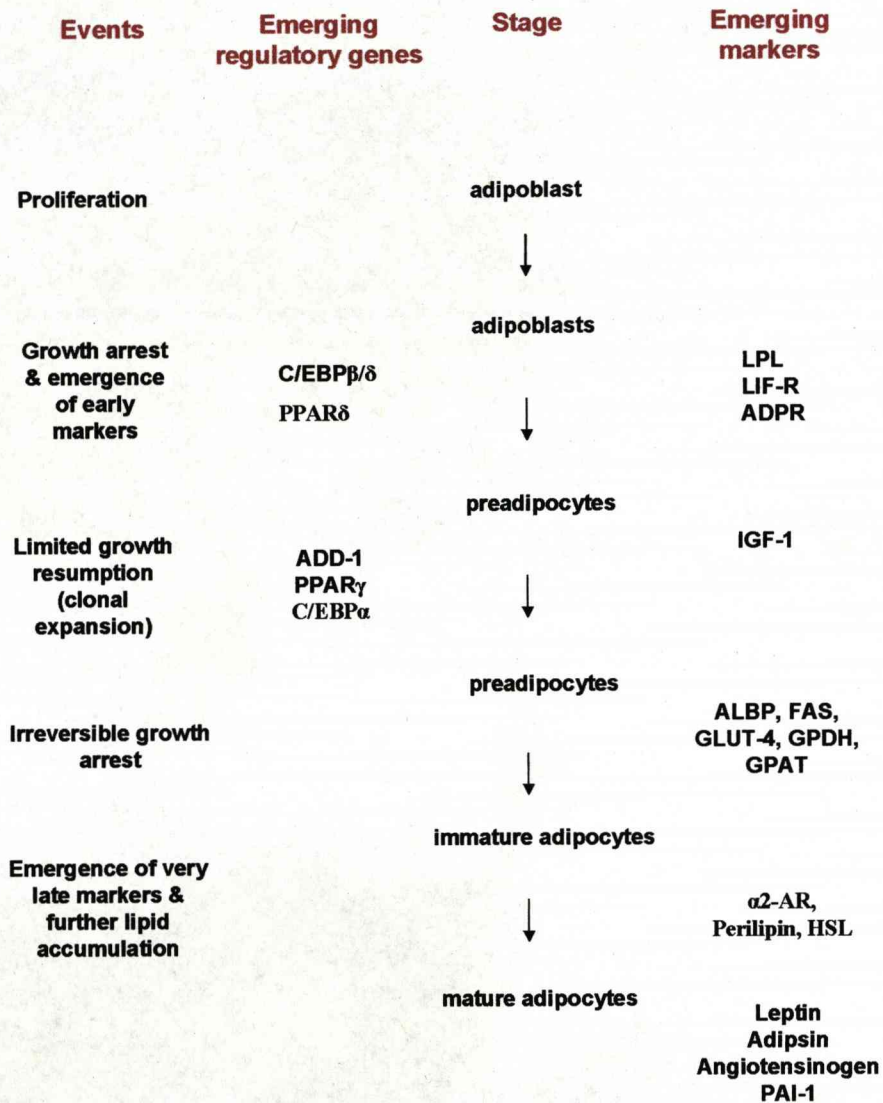 Events
Emerging
regulatory genes
Stage
Emerging
markers
Proliferation
adipoblast
adipoblasts
Growth arrest
& emergence
of early
markers
C/EBPβ/δ
PPARδ
LPL
LIF-R
ADPR
preadipocytes
Limited growth
resumption
(clonal
expansion)
ADD-1
PPARγ
C/EBPα
IGF-1
preadipocytes
Irreversible growth
arrest
ALBP, FAS,
GLUT-4, GPDH,
GPAT
immature adipocytes
Emergence of very
late markers &
further lipid
accumulation
α2-AR,
Perilipin, HSL
mature adipocytes
Leptin
Adipsin
Angiotensinogen
PAI-1